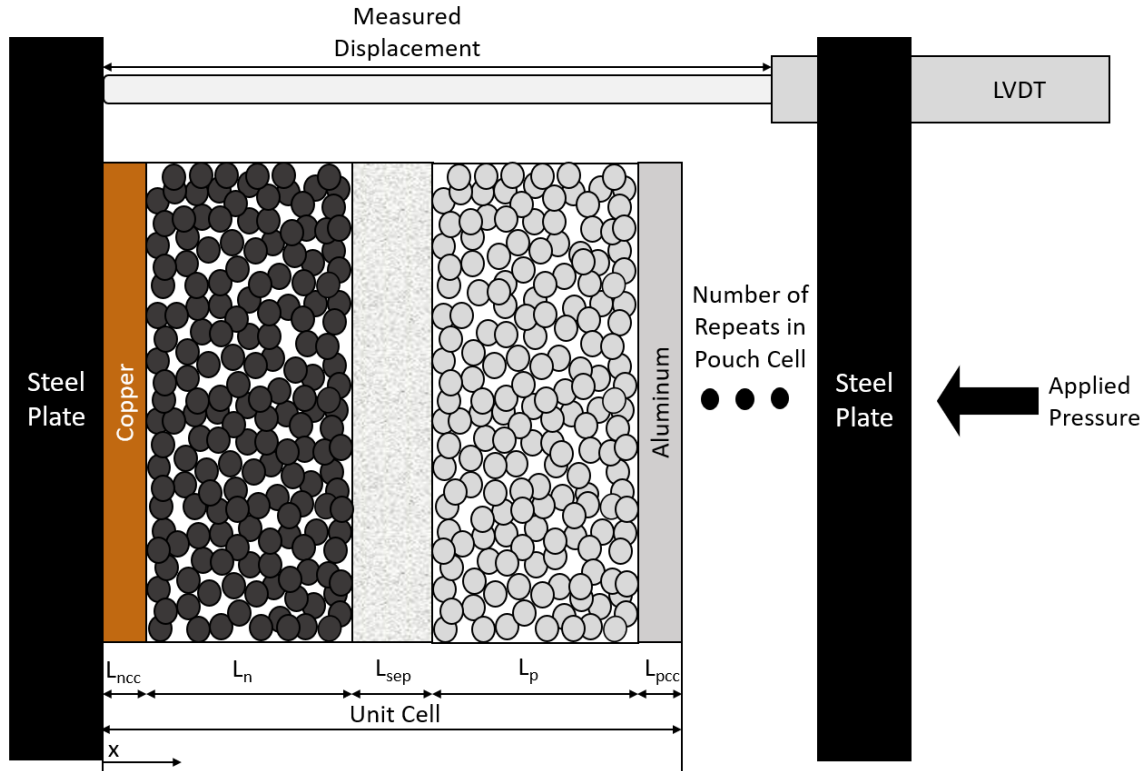 Measured
Displacement
LVDT
Steel
Plate
Copper
Aluminum
Number of
Repeats in
Pouch Cell
Steel
Plate
Applied
Pressure
Lncc
Ln
Lsep
Lp
Lpcc
Unit Cell
x